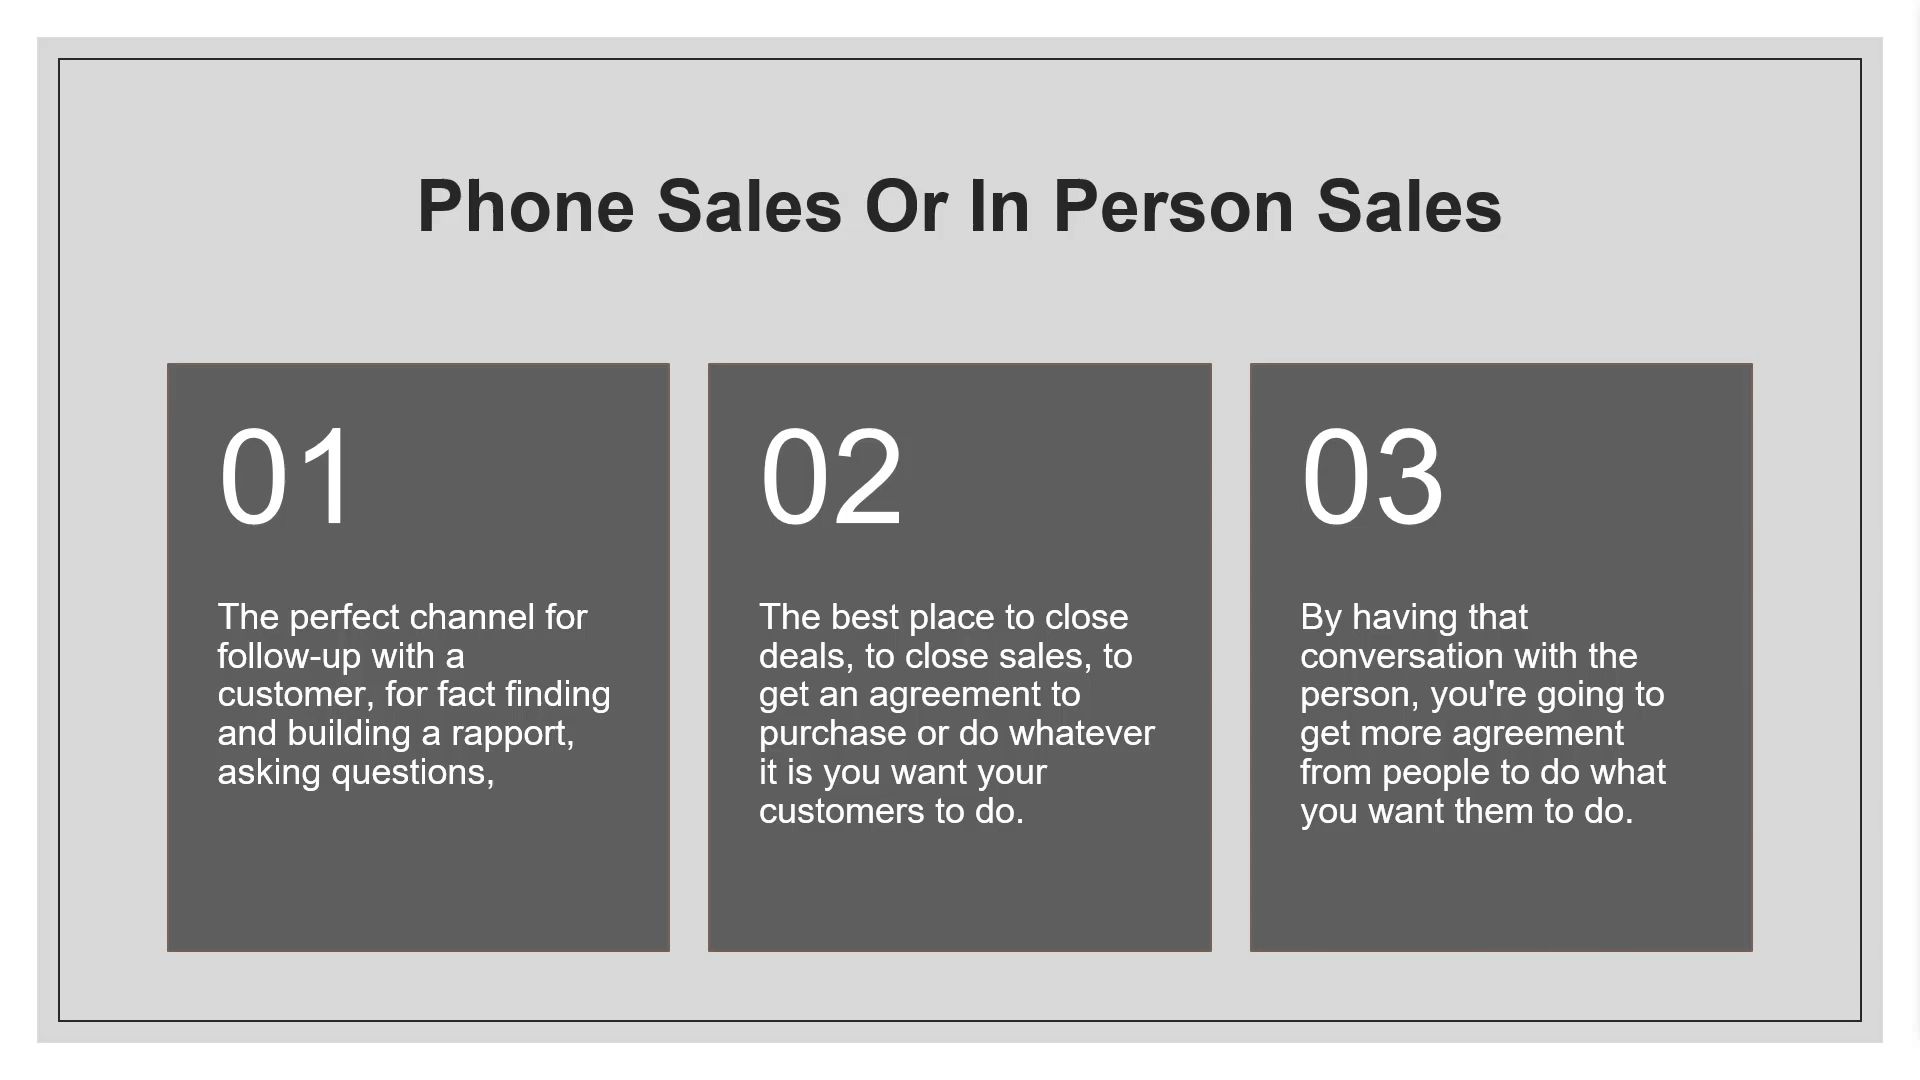 Phone Sales Or In Person Sales
01
The perfect channel for
follow-up with a
customer, for fact finding
and building a rapport,
asking questions,
02
The best place to close
deals, to close sales, to
get an agreement to
purchase or do whatever
it is you want your
customers to do.
03
By having that
conversation with the
person, you're going to
get more agreement
from people to do what
you want them to do.